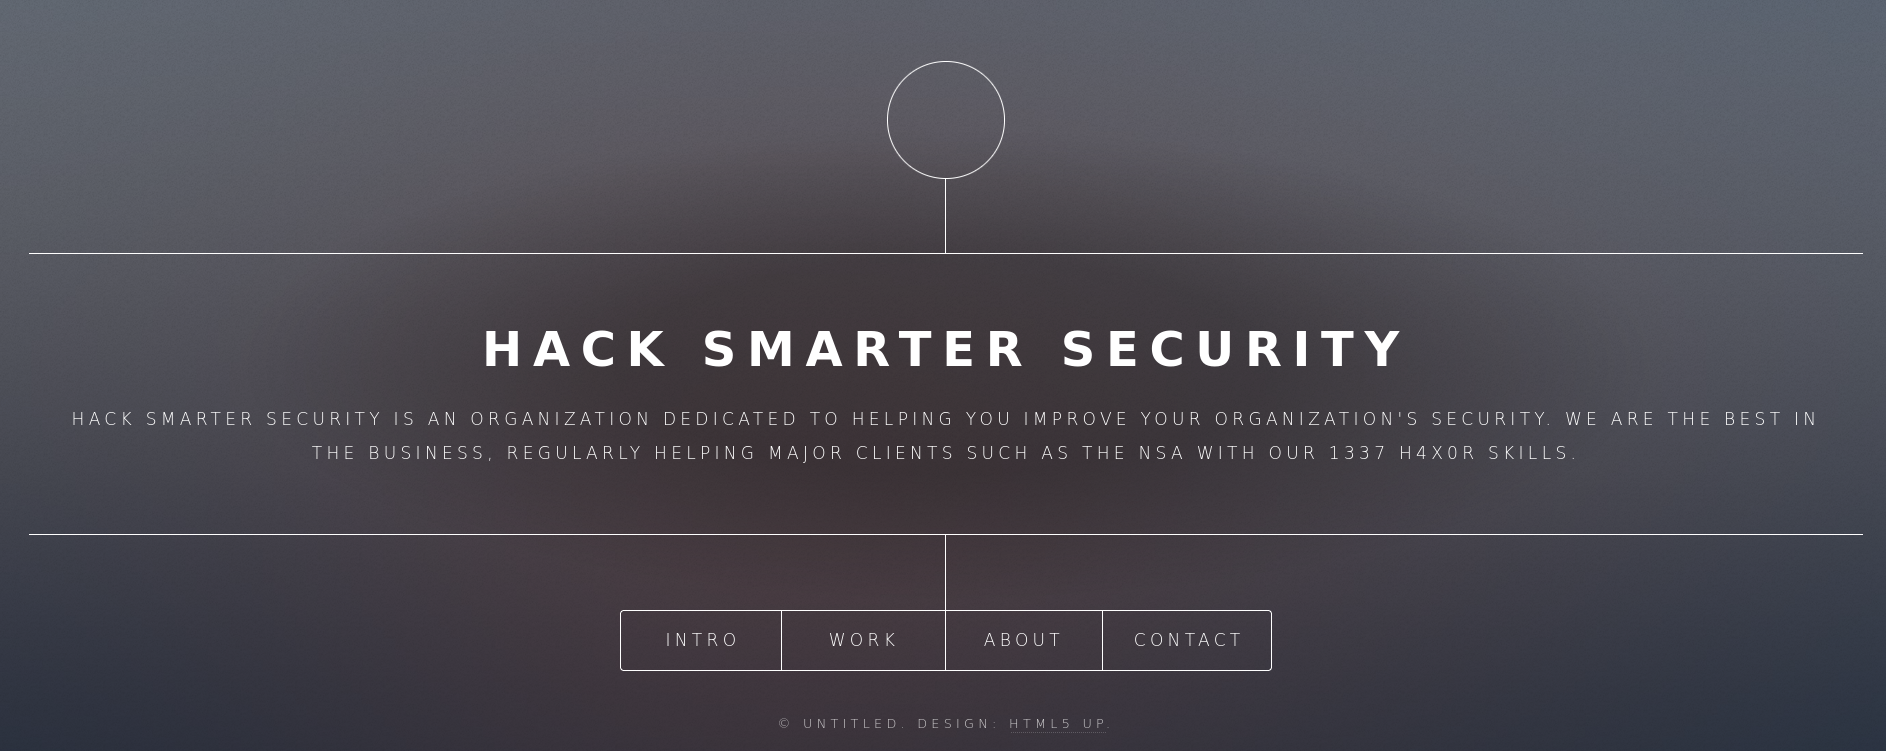 HACK SMARTER SECURITY
HACK SMARTER SECURITY IS AN ORGANIZATION DEDICATED TO HELPING YOU IMPROVE YOUR ORGANIZATION'S SECURITY. WE ARE THE BEST IN
THE BUSINESS, REGULARLY HELPING MAJOR CLIENTS SUCH AS THE NSA WITH OUR 1337 H4X0R SKILLS.
INTRO WORK ABOUT CONTACT
© UNTITLED. DESIGN: HTML5 UP.